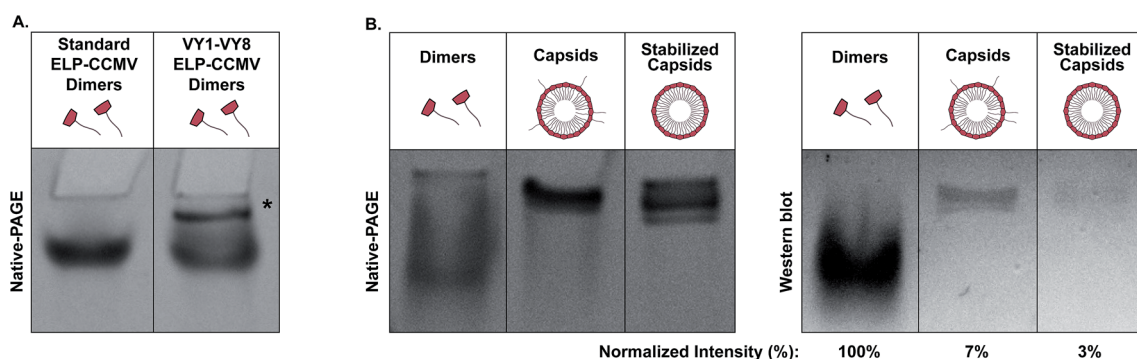 A.
Standard
ELP-CCMV
Dimers
VY1-VY8
ELP-CCMV
Dimers
Native-PAGE
*
B.
Dimers
Capsids
Stabilized
Capsids
Native-PAGE
Dimers
Capsids
Stabilized
Capsids
Western blot
Normalized Intensity (%): 100% 7% 3%